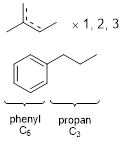 × 1, 2, 3
phenyl propan
C₆ C₃